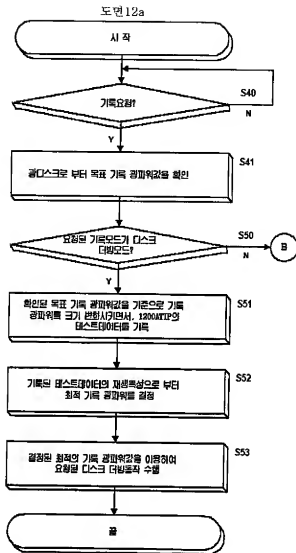 도면12a
시 작
기록요청?
S40
N
Y
S41
광디스크로 부터 목표 기록 광파워값을 확인
S50
요청된 기록모드가 디스크
더빙모드?
N
B
Y
S51
확인된 목표 기록 광파워값을 기준으로 기록
광파워를 크기 변화시키면서, 1200ATIP의
테스트데이터를 기록
S52
기록된 테스트데이터의 재생특성으로 부터
최적 기록 광파워를 결정
S53
결정된 최적의 기록 광파워값을 이용하여
요청된 디스크 더빙동작 수행
끝